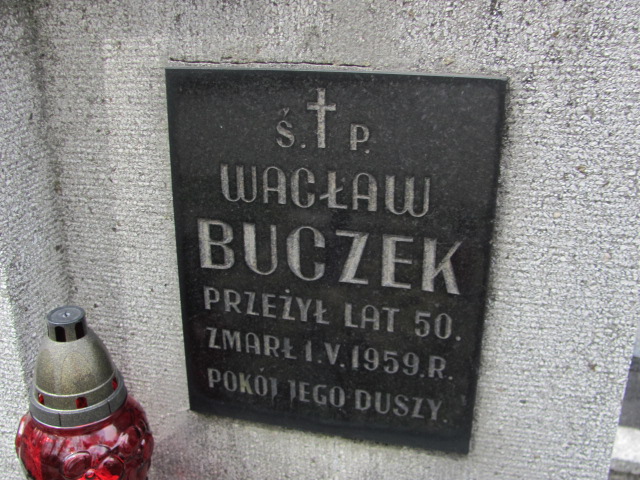 Ś. P.
WACŁAW
BUCZEK
PRZEŻYŁ LAT 50.
ZMARŁ 1.V.1959.R.
POKÓJ JEGO DUSZY.